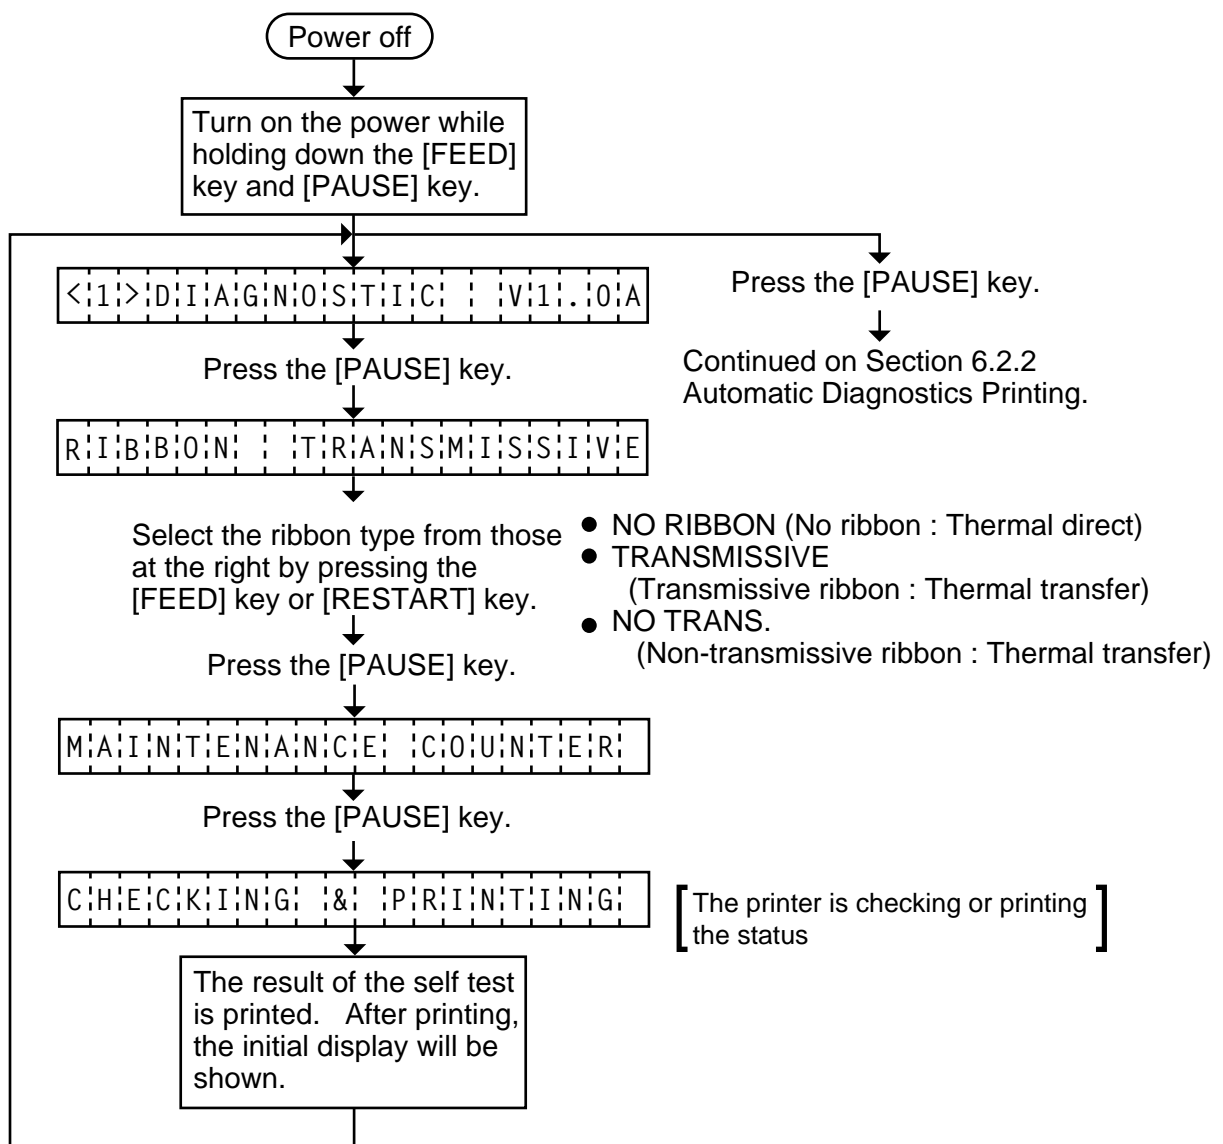 Power off
Turn on the power while
holding down the [FEED]
key and [PAUSE] key.
<1>DIAGNOSTIC  V1.0A
Press the [PAUSE] key.
Continued on Section 6.2.2
Automatic Diagnostics Printing.
Press the [PAUSE] key.
RIBBON  TRANSMISSIVE
Select the ribbon type from those
at the right by pressing the
[FEED] key or [RESTART] key.
● NO RIBBON (No ribbon : Thermal direct)
● TRANSMISSIVE
(Transmissive ribbon : Thermal transfer)
● NO TRANS.
(Non-transmissive ribbon : Thermal transfer)
Press the [PAUSE] key.
MAINTENANCE COUNTER
Press the [PAUSE] key.
CHECKING & PRINTING
[The printer is checking or printing
the status]
The result of the self test
is printed.   After printing,
the initial display will be
shown.